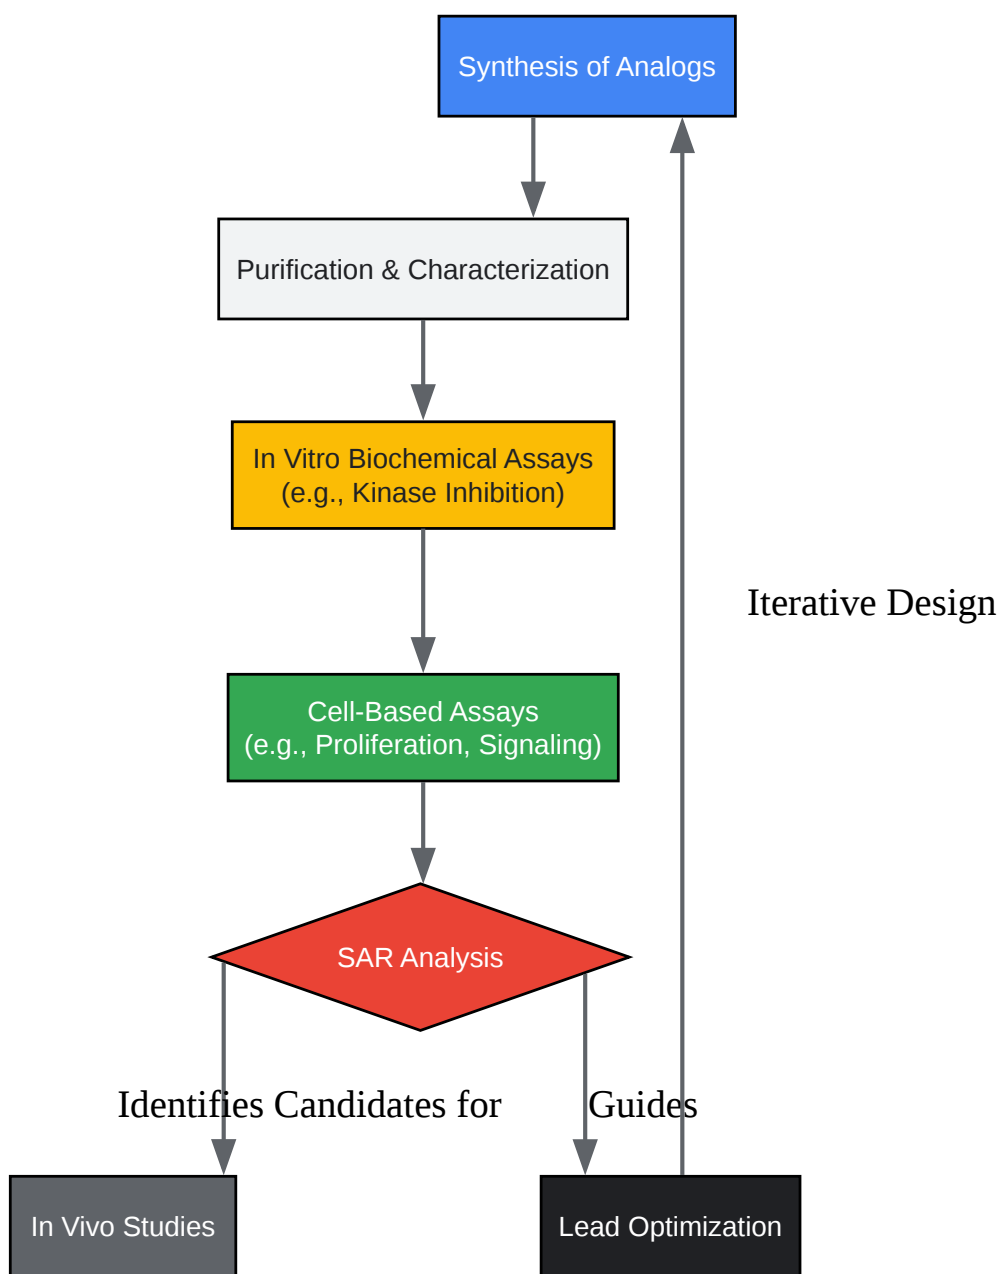 Synthesis of Analogs
Purification & Characterization
In Vitro Biochemical Assays
(e.g., Kinase Inhibition)
Iterative Design
Cell-Based Assays
(e.g., Proliferation, Signaling)
SAR Analysis
Identifies Candidates for
Guides
In Vivo Studies
Lead Optimization